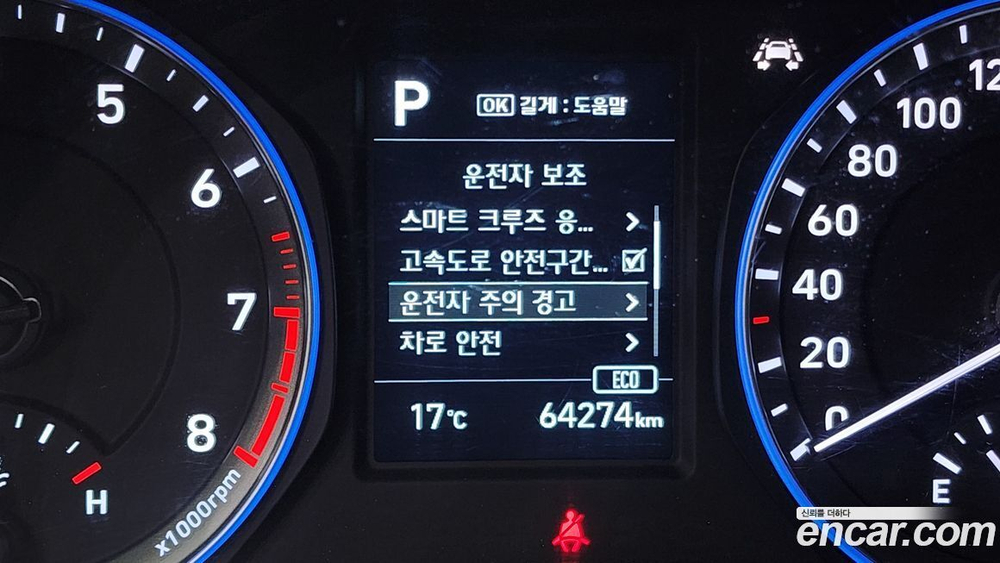 P
OK 길게 : 도움말
운전자 보조
스마트 크루즈 응...
고속도로 안전구간...
운전자 주의 경고
차로 안전
ECO
17°C 64274km
5
6
7
8
x1000rpm
H
100
80
60
40
20
0
E
신뢰를 더하다
encar.com